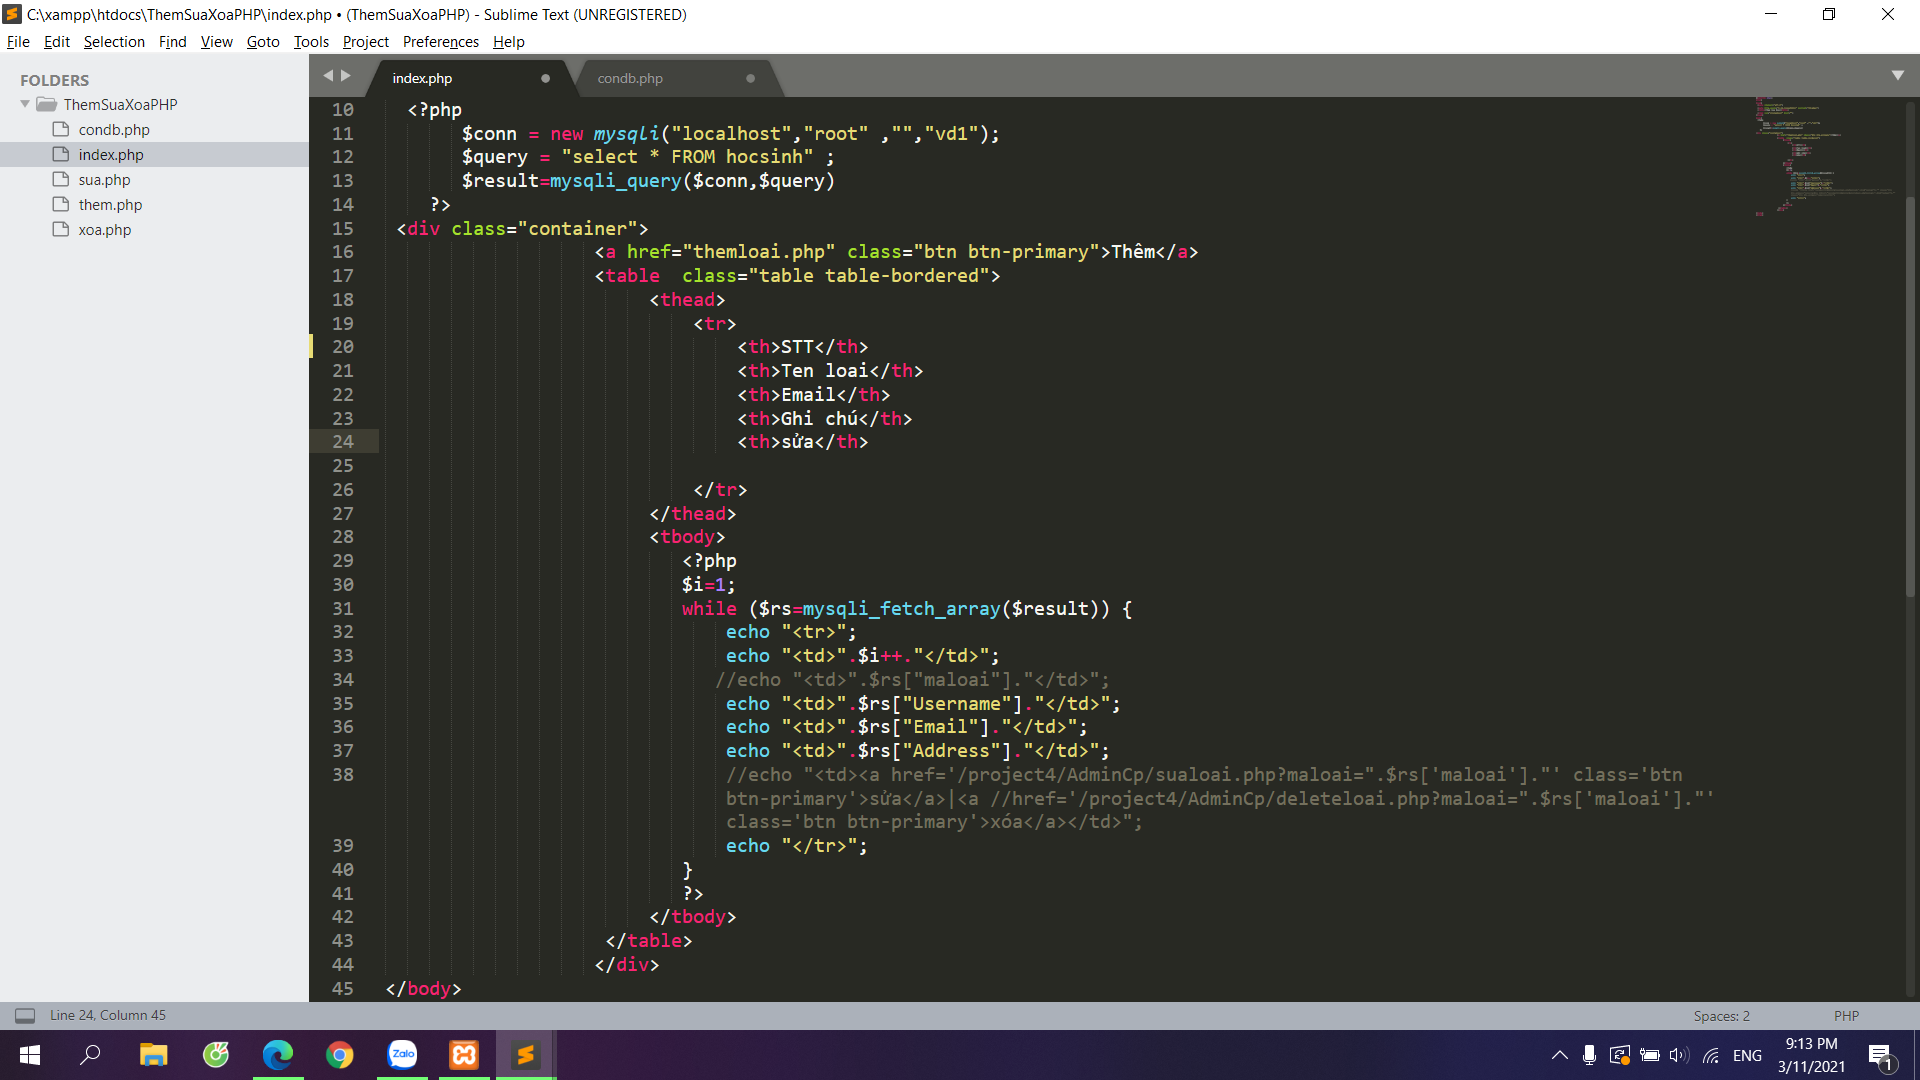 C:\xampp\htdocs\ThemSuaXoaPHP\index.php • (ThemSuaXoaPHP) - Sublime Text (UNREGISTERED)
File Edit Selection Find View Goto Tools Project Preferences Help
FOLDERS
ThemSuaXoaPHP
condb.php
index.php
sua.php
them.php
xoa.php
index.php condb.php
10 <?php
11 $conn = new mysqli("localhost","root" ,"","vd1");
12 $query = "select * FROM hocsinh" ;
13 $result=mysqli_query($conn,$query)
14 ?>
15 <div class="container">
16 <a href="themloai.php" class="btn btn-primary">Thêm</a>
17 <table  class="table table-bordered">
18 <thead>
19 <tr>
20 <th>STT</th>
21 <th>Ten loai</th>
22 <th>Email</th>
23 <th>Ghi chú</th>
24 <th>sửa</th>
25
26 </tr>
27 </thead>
28 <tbody>
29 <?php
30 $i=1;
31 while ($rs=mysqli_fetch_array($result)) {
32 echo "<tr>";
33 echo "<td>".$i++."</td>";
34 //echo "<td>".$rs["maloai"]."</td>";
35 echo "<td>".$rs["Username"]."</td>";
36 echo "<td>".$rs["Email"]."</td>";
37 echo "<td>".$rs["Address"]."</td>";
38 //echo "<td><a href='/project4/AdminCp/sualoai.php?maloai=".$rs['maloai']."' class='btn
btn-primary'>sửa</a>|<a //href='/project4/AdminCp/deleteloai.php?maloai=".$rs['maloai']."'
class='btn btn-primary'>xóa</a></td>";
39 echo "</tr>";
40 }
41 ?>
42 </tbody>
43 </table>
44 </div>
45 </body>
Line 24, Column 45 Spaces: 2 PHP
Zalo ENG 9:13 PM
3/11/2021 1